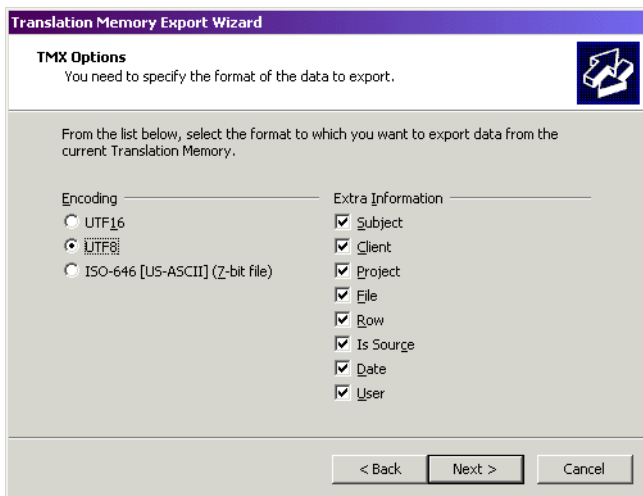 Translation Memory Export Wizard
TMX Options
You need to specify the format of the data to export.
From the list below, select the format to which you want to export data from the
current Translation Memory.
Encoding
UTF16
UTF8
ISO-646 [US-ASCII] (7-bit file)
Extra Information
Subject
Client
Project
File
Row
Is Source
Date
User
< Back
Next >
Cancel